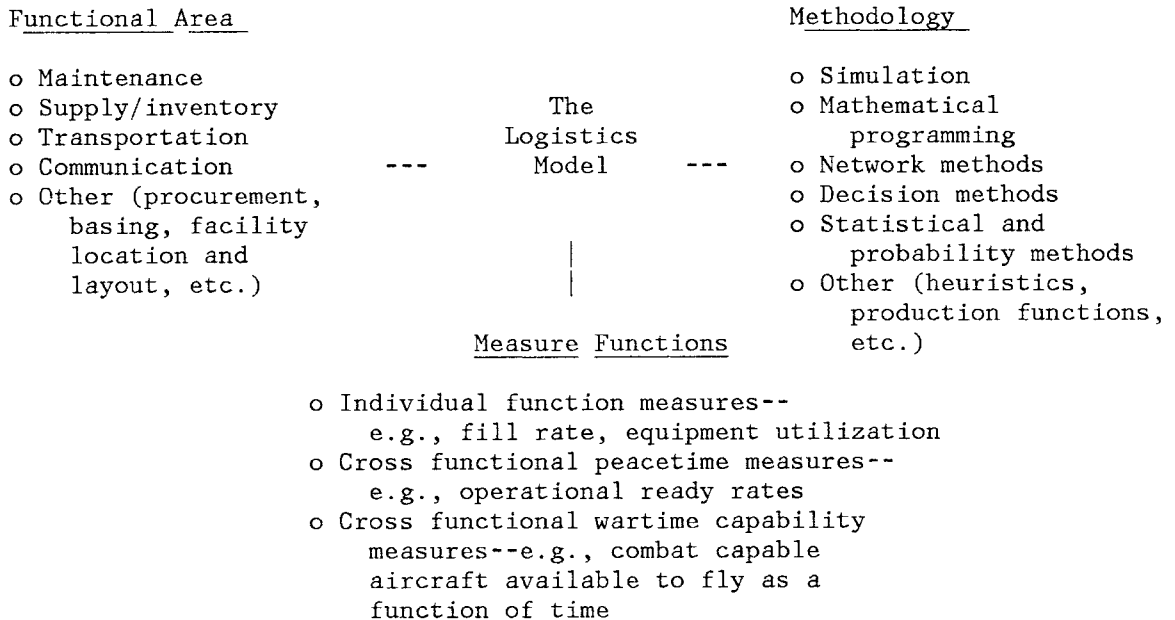 Functional Area
o Maintenance
o Supply/inventory
o Transportation
o Communication
o Other (procurement,
basing, facility
location and
layout, etc.)
The
Logistics
--- Model ---
Methodology
o Simulation
o Mathematical
programming
o Network methods
o Decision methods
o Statistical and
probability methods
o Other (heuristics,
production functions,
etc.)
Measure Functions
o Individual function measures--
e.g., fill rate, equipment utilization
o Cross functional peacetime measures--
e.g., operational ready rates
o Cross functional wartime capability
measures--e.g., combat capable
aircraft available to fly as a
function of time